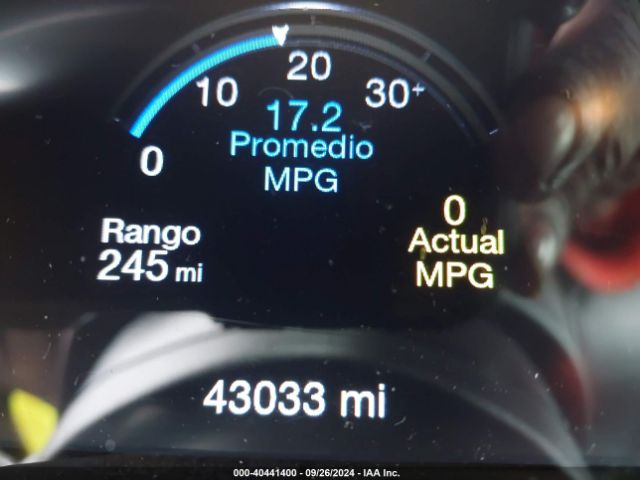 0
10
20
30+
17.2
Promedio
MPG
Rango
245 mi
0
Actual
MPG
43033 mi
000-40441400 - 09/26/2024 - IAA Inc.